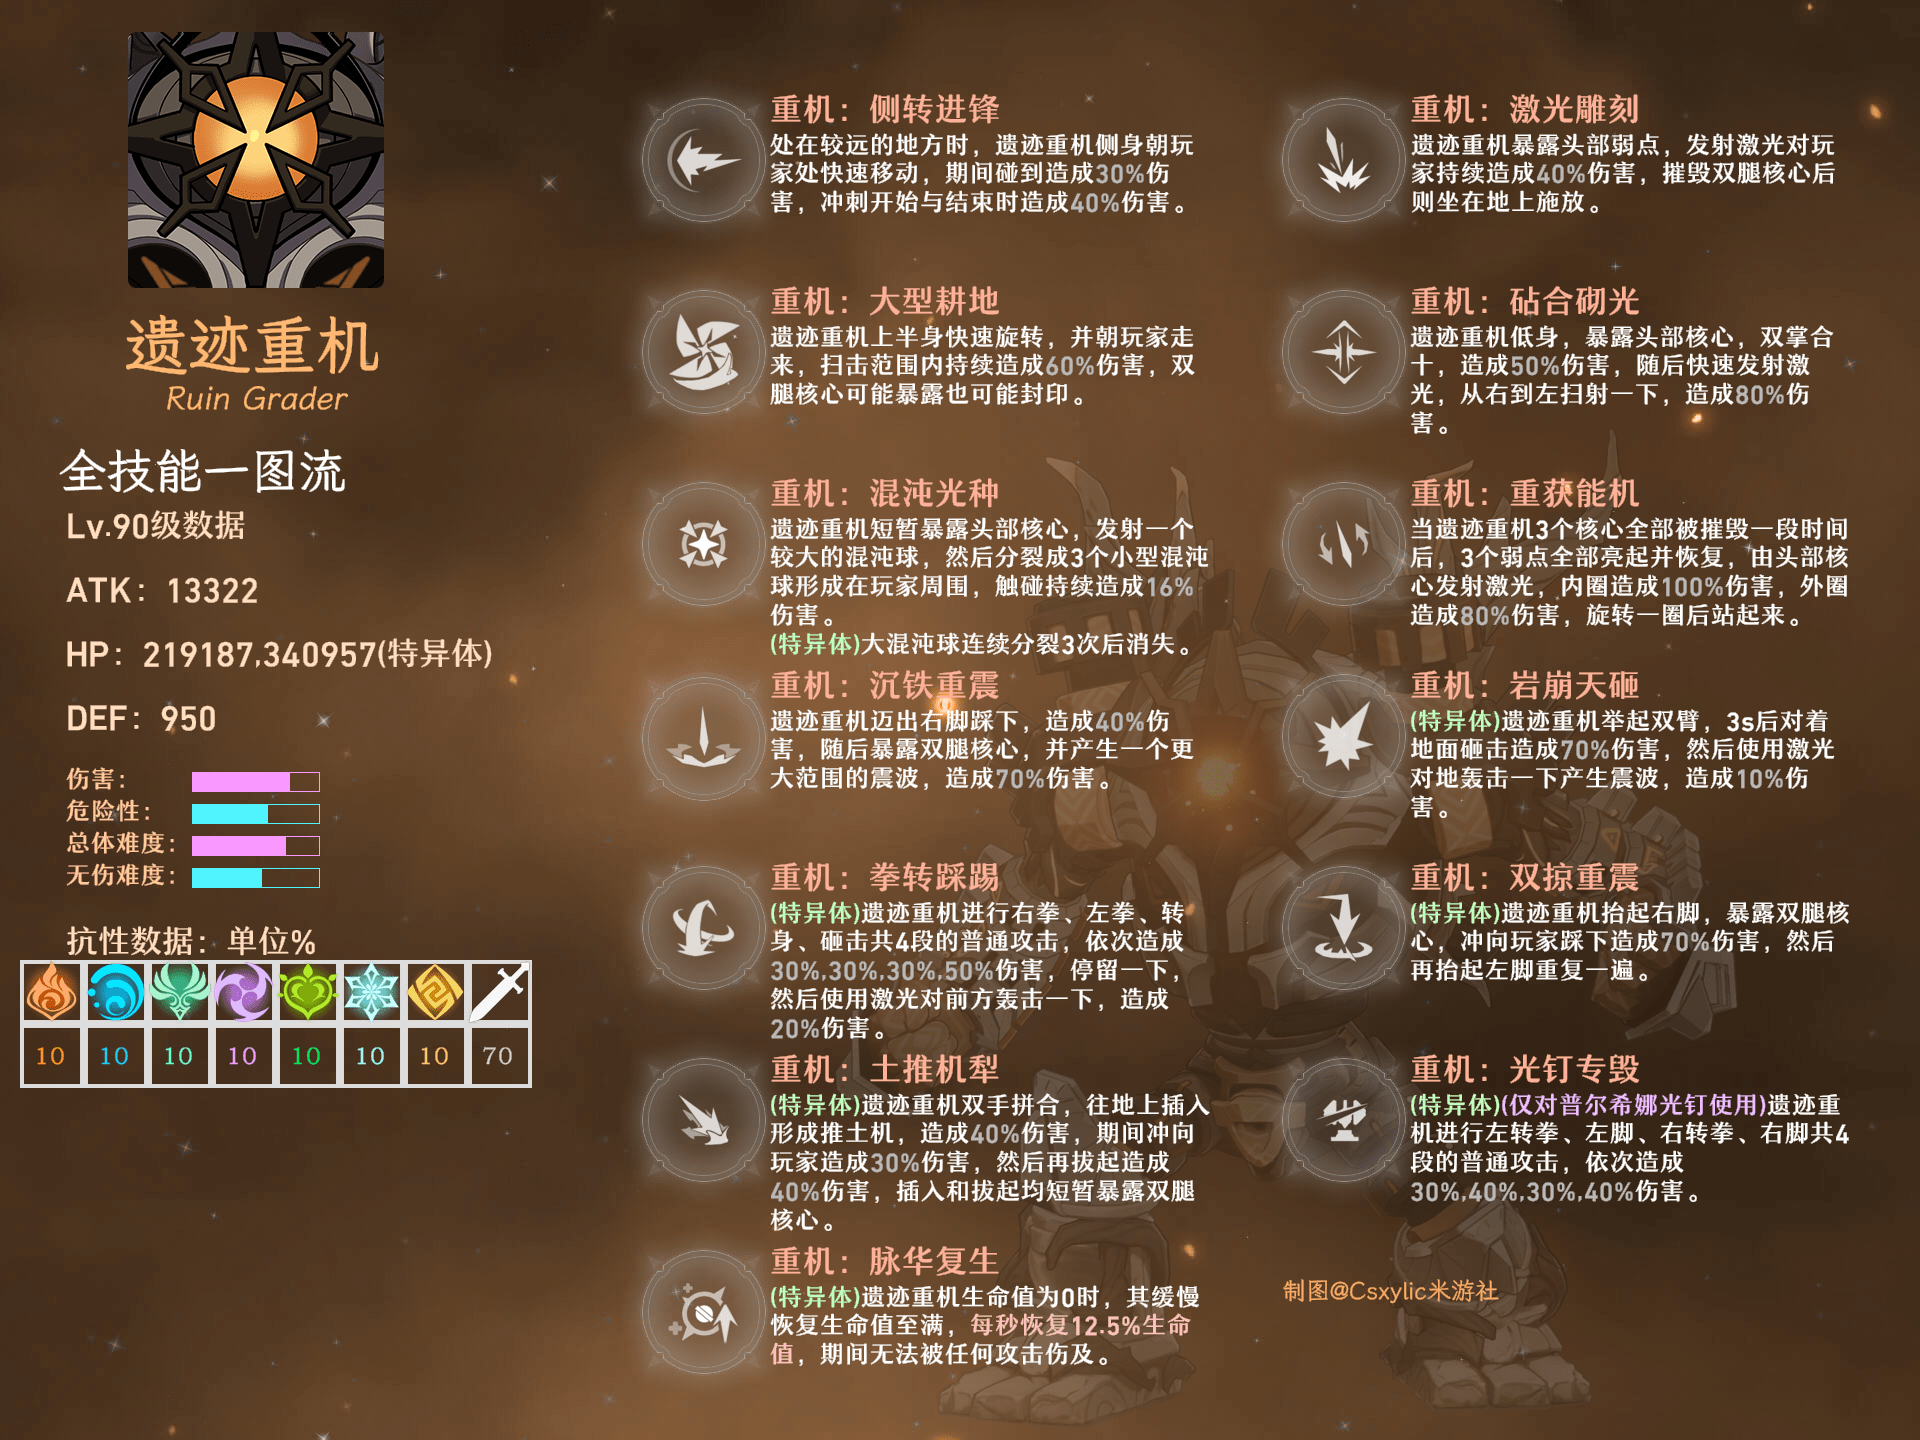 遗迹重机
Ruin Grader
全技能一图流
Lv.90级数据
ATK：13322
HP：219187,340957(特异体)
DEF：950
伤害：
危险性：
总体难度：
无伤难度：
抗性数据：单位%
10 10 10 10 10 10 10 70
重机：侧转进锋
处在较远的地方时，遗迹重机侧身朝玩
家处快速移动，期间碰到造成30%伤
害，冲刺开始与结束时造成40%伤害。
重机：大型耕地
遗迹重机上半身快速旋转，并朝玩家走
来，扫击范围内持续造成60%伤害，双
腿核心可能暴露也可能封印。
重机：混沌光种
遗迹重机短暂暴露头部核心，发射一个
较大的混沌球，然后分裂成3个小型混沌
球形成在玩家周围，触碰持续造成16%
伤害。
(特异体)大混沌球连续分裂3次后消失。
重机：沉铁重震
遗迹重机迈出右脚踩下，造成40%伤
害，随后暴露双腿核心，并产生一个更
大范围的震波，造成70%伤害。
重机：拳转踩踢
(特异体)遗迹重机进行右拳、左拳、转
身、砸击共4段的普通攻击，依次造成
30%,30%,30%,50%伤害，停留一下，
然后使用激光对前方轰击一下，造成
20%伤害。
重机：土推机犁
(特异体)遗迹重机双手拼合，往地上插入
形成推土机，造成40%伤害，期间冲向
玩家造成30%伤害，然后再拔起造成
40%伤害，插入和拔起均短暂暴露双腿
核心。
重机：脉华复生
(特异体)遗迹重机生命值为0时，其缓慢
恢复生命值至满，每秒恢复12.5%生命
值，期间无法被任何攻击伤及。
重机：激光雕刻
遗迹重机暴露头部弱点，发射激光对玩
家持续造成40%伤害，摧毁双腿核心后
则坐在地上施放。
重机：砧合砌光
遗迹重机低身，暴露头部核心，双掌合
十，造成50%伤害，随后快速发射激
光，从右到左扫射一下，造成80%伤
害。
重机：重获能机
当遗迹重机3个核心全部被摧毁一段时间
后，3个弱点全部亮起并恢复，由头部核
心发射激光，内圈造成100%伤害，外圈
造成80%伤害，旋转一圈后站起来。
重机：岩崩天砸
(特异体)遗迹重机举起双臂，3s后对着
地面砸击造成70%伤害，然后使用激光
对地轰击一下产生震波，造成10%伤
害。
重机：双掠重震
(特异体)遗迹重机抬起右脚，暴露双腿核
心，冲向玩家踩下造成70%伤害，然后
再抬起左脚重复一遍。
重机：光钉专毁
(特异体)(仅对普尔希娜光钉使用)遗迹重
机进行左转拳、左脚、右转拳、右脚共4
段的普通攻击，依次造成
30%,40%,30%,40%伤害。
制图@Csxylic米游社